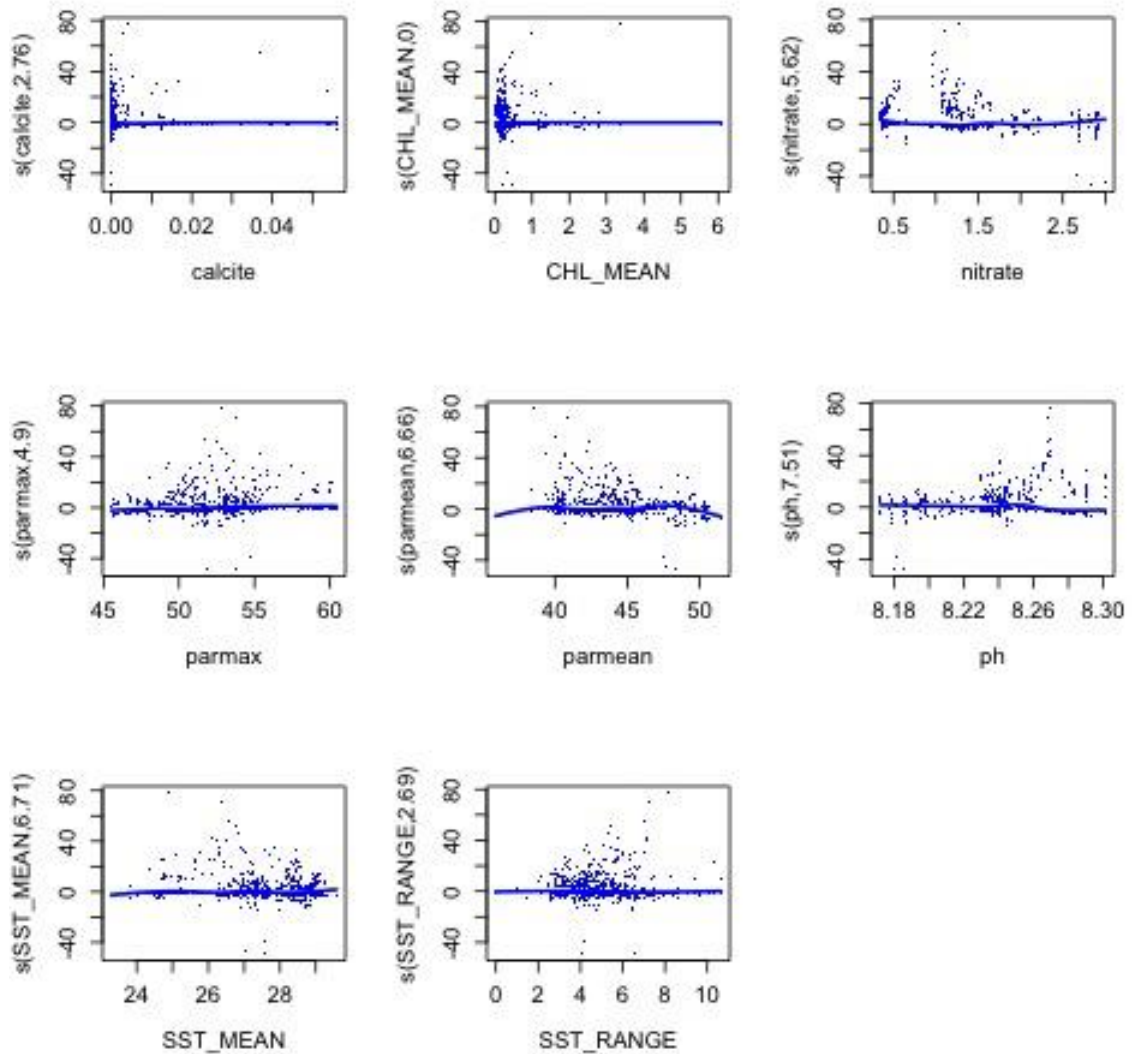 s(calcite,2.76)
80
40
0
-40
0.00 0.02 0.04
calcite
s(CHL_MEAN,0)
80
40
0
-40
0 1 2 3 4 5 6
CHL_MEAN
s(nitrate,5.62)
80
40
0
-40
0.5 1.5 2.5
nitrate
s(parmax,4.9)
80
40
0
-40
45 50 55 60
parmax
s(parmean,6.66)
80
40
0
-40
40 45 50
parmean
s(ph,7.51)
80
40
0
-40
8.18 8.22 8.26 8.30
ph
s(SST_MEAN,6.71)
80
40
0
-40
24 26 28
SST_MEAN
s(SST_RANGE,2.69)
80
40
0
-40
0 2 4 6 8 10
SST_RANGE